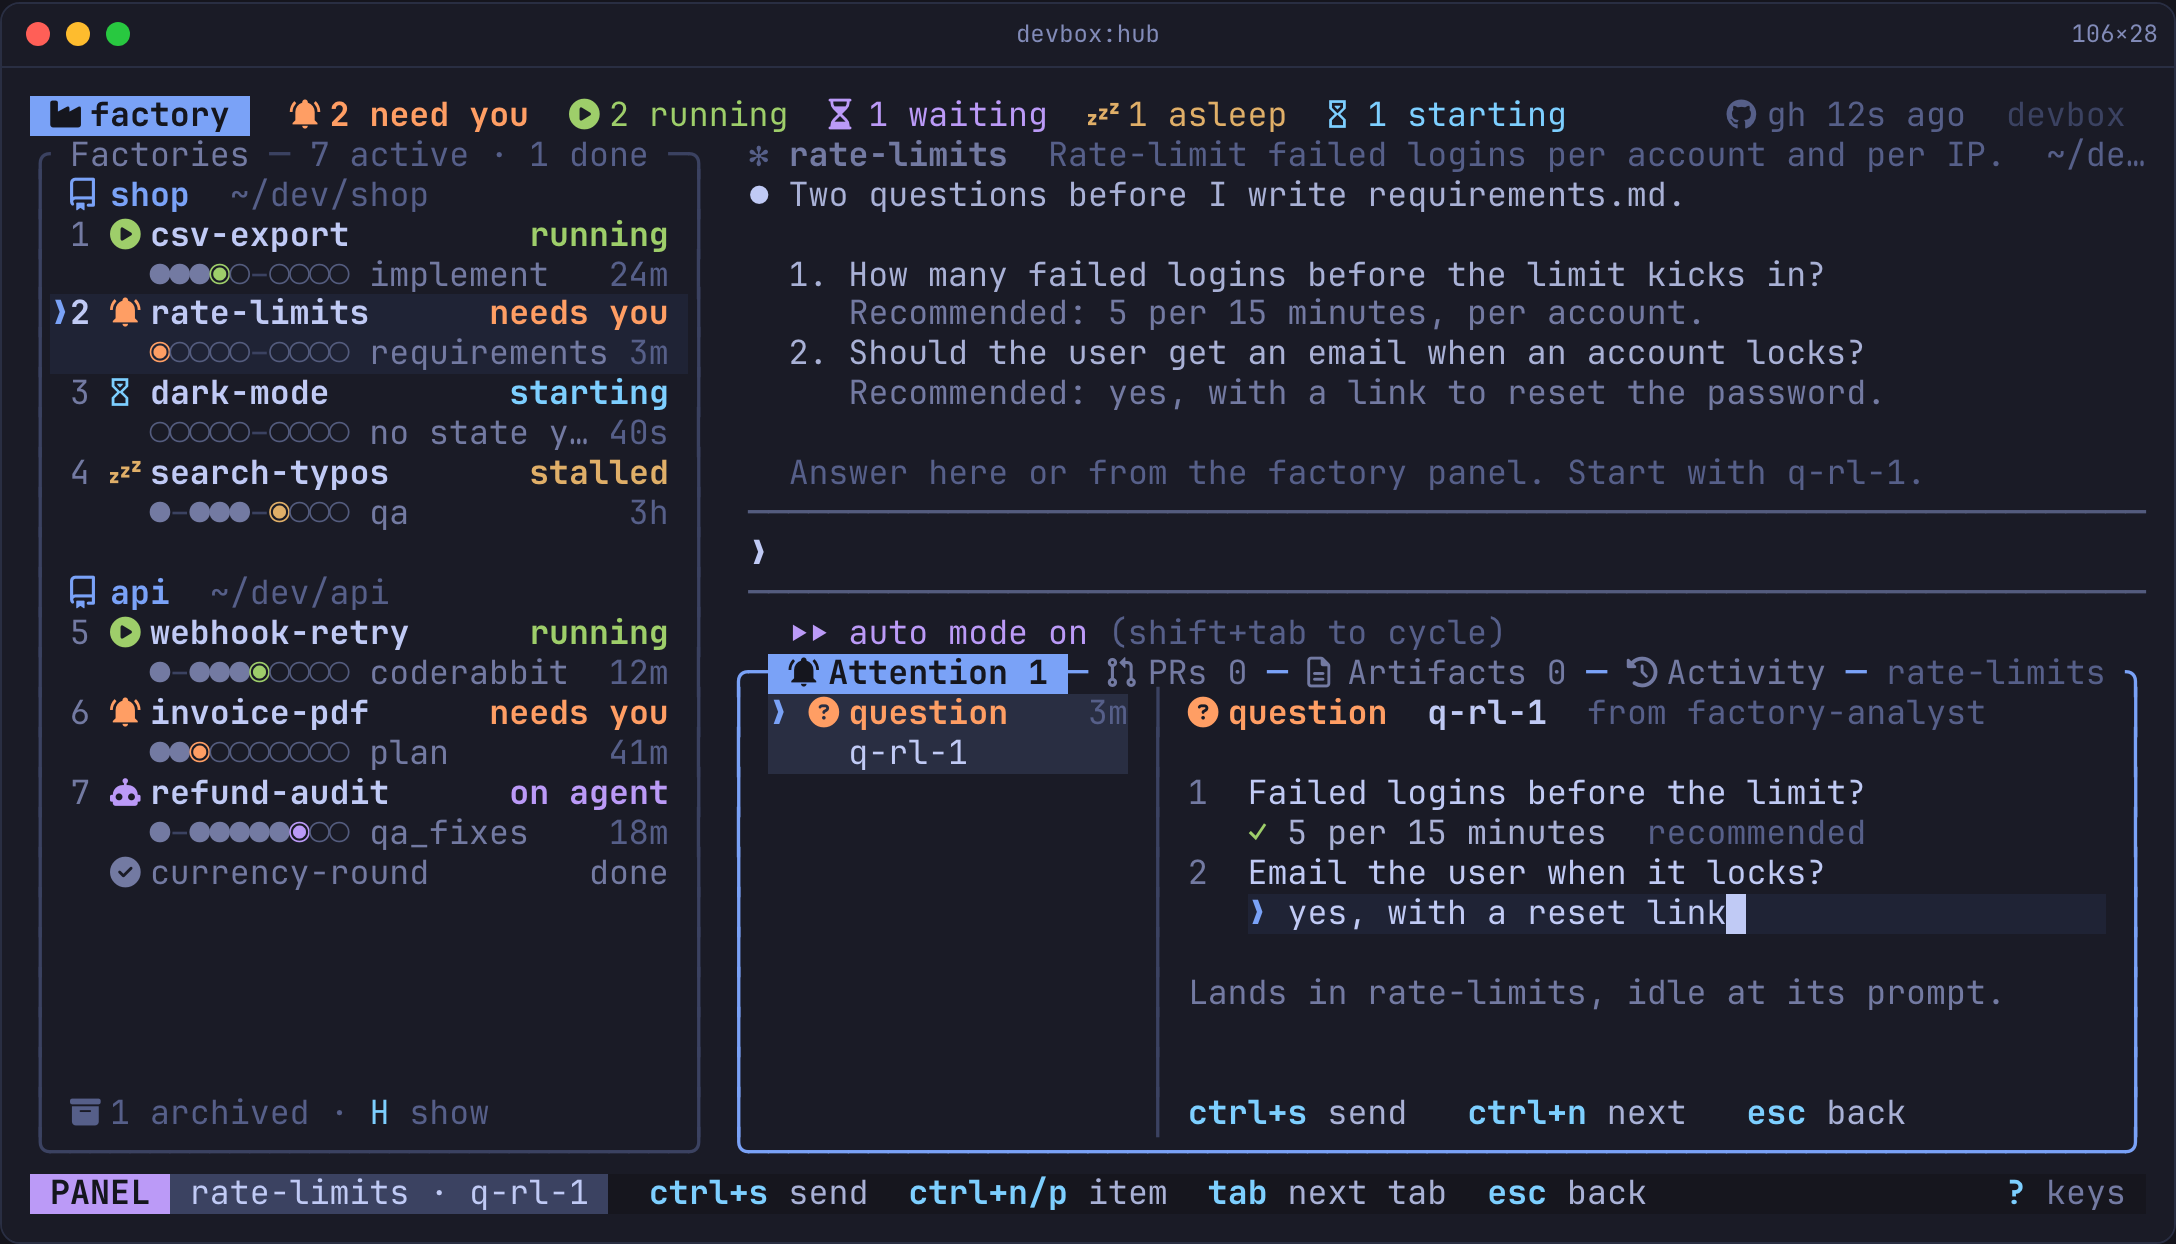 devbox:hub
106×28
factory 2 need you 2 running 1 waiting zzz 1 asleep 1 starting gh 12s ago devbox
Factories — 7 active · 1 done
shop ~/dev/shop
1 csv-export running
implement 24m
❯2 rate-limits needs you
requirements 3m
3 dark-mode starting
no state y… 40s
4 zzz search-typos stalled
qa 3h
api ~/dev/api
5 webhook-retry running
coderabbit 12m
6 invoice-pdf needs you
plan 41m
7 refund-audit on agent
qa_fixes 18m
currency-round done
1 archived · H show
✻ rate-limits Rate-limit failed logins per account and per IP. ~/de…
● Two questions before I write requirements.md.
1. How many failed logins before the limit kicks in?
Recommended: 5 per 15 minutes, per account.
2. Should the user get an email when an account locks?
Recommended: yes, with a link to reset the password.
Answer here or from the factory panel. Start with q-rl-1.
❯
▸▸ auto mode on (shift+tab to cycle)
Attention 1 — PRs 0 — Artifacts 0 — Activity — rate-limits
❯ ? question 3m
q-rl-1
? question q-rl-1 from factory-analyst
1 Failed logins before the limit?
✓ 5 per 15 minutes recommended
2 Email the user when it locks?
❯ yes, with a reset link
Lands in rate-limits, idle at its prompt.
ctrl+s send ctrl+n next esc back
PANEL rate-limits · q-rl-1 ctrl+s send ctrl+n/p item tab next tab esc back ? keys